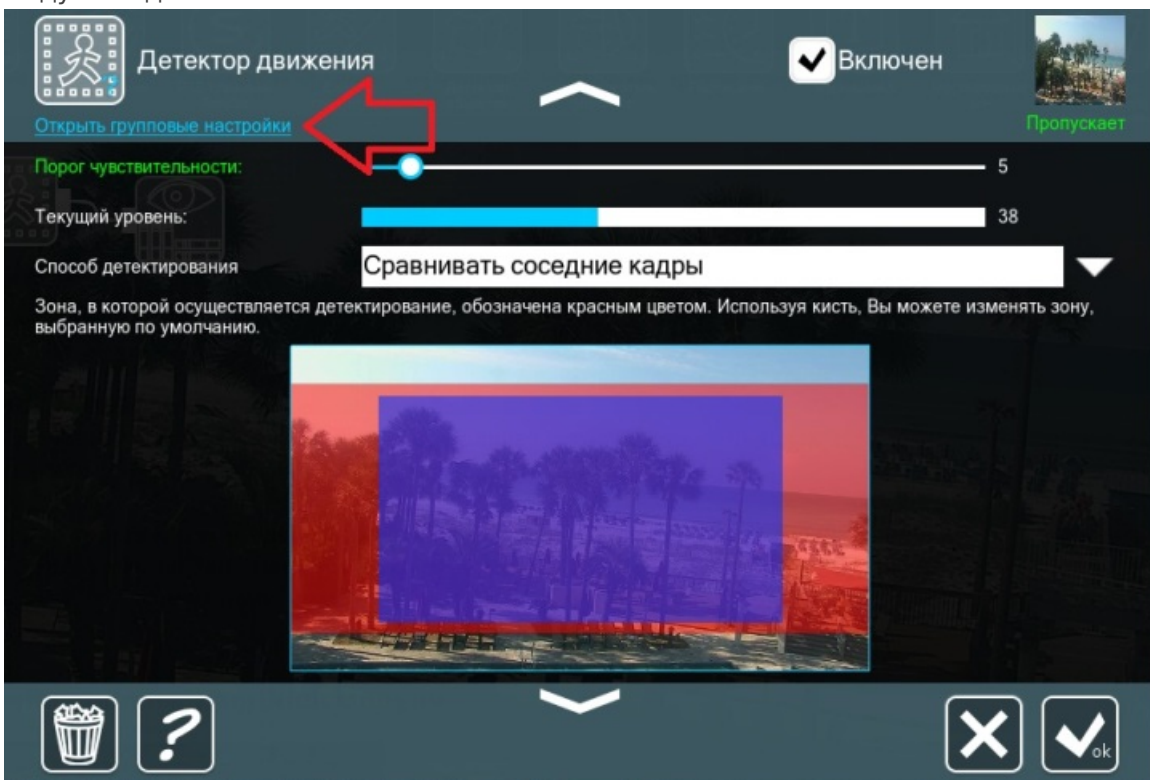 Детектор движения
Включен
Открыть групповые настройки
Пропускает
Порог чувствительности:
5
Текущий уровень:
38
Способ детектирования
Сравнивать соседние кадры
Зона, в которой осуществляется детектирование, обозначена красным цветом. Используя кисть, Вы можете изменять зону,
выбранную по умолчанию.
?
ok